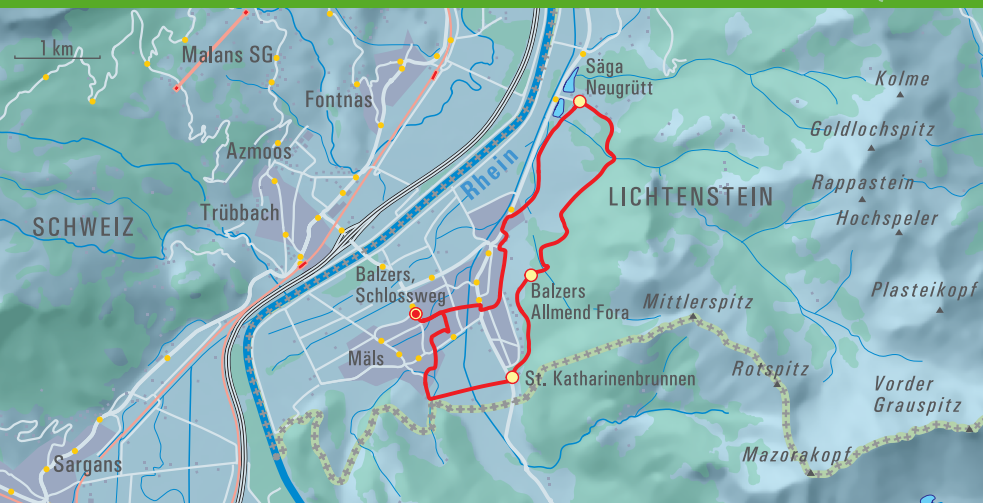 1 km
Malans SG
Säga
Neugrütt
Kolme
Fontnas
Goldlochspitz
Azmoos
Rhein
Rappastein
LICHTENSTEIN
Trübbach
Hochspeler
SCHWEIZ
Balzers,
Schlossweg
Balzers
Allmend Fora
Mittlerspitz
Plasteikopf
Mäls
St. Katharinenbrunnen
Rotspitz
Vorder
Grauspitz
Mazorakopf
Sargans